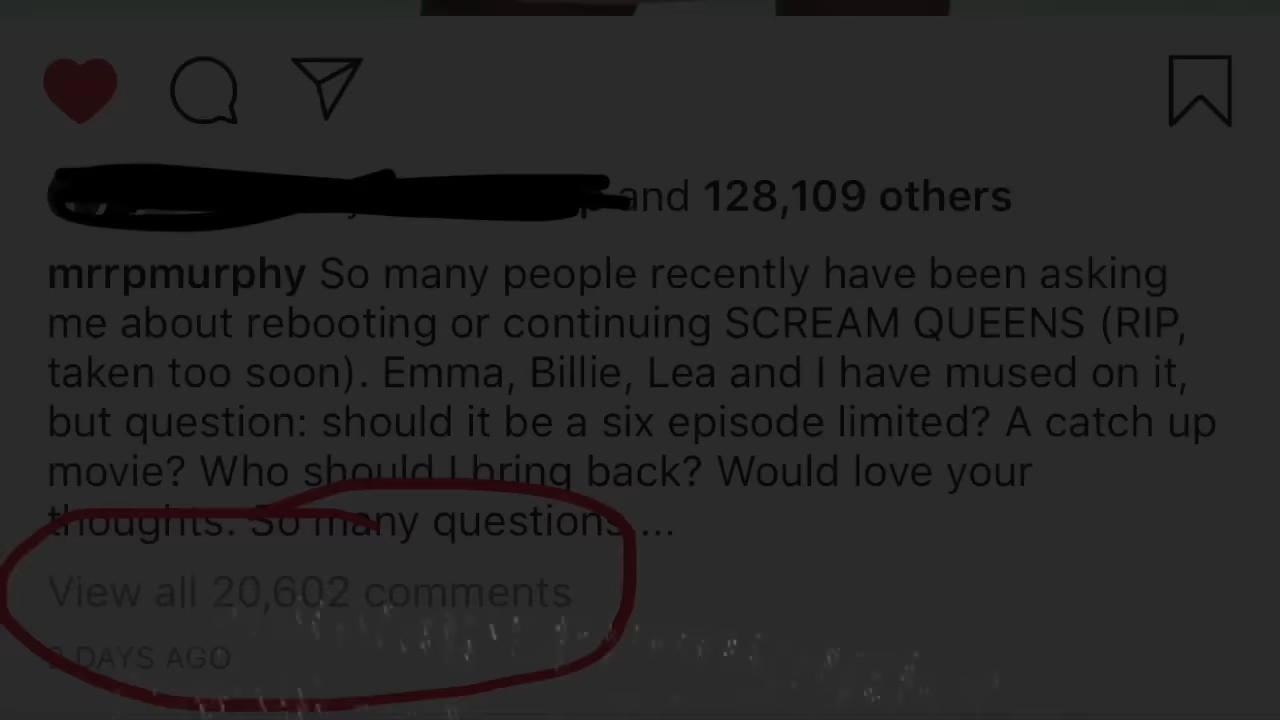 and 128,109 others
mrrpmurphy So many people recently have been asking
me about rebooting or continuing SCREAM QUEENS (RIP,
taken too soon). Emma, Billie, Lea and I have mused on it,
but question: should it be a six episode limited? A catch up
movie? Who should I bring back? Would love your
thoughts. So many questions ...
View all 20,602 comments
DAYS AGO